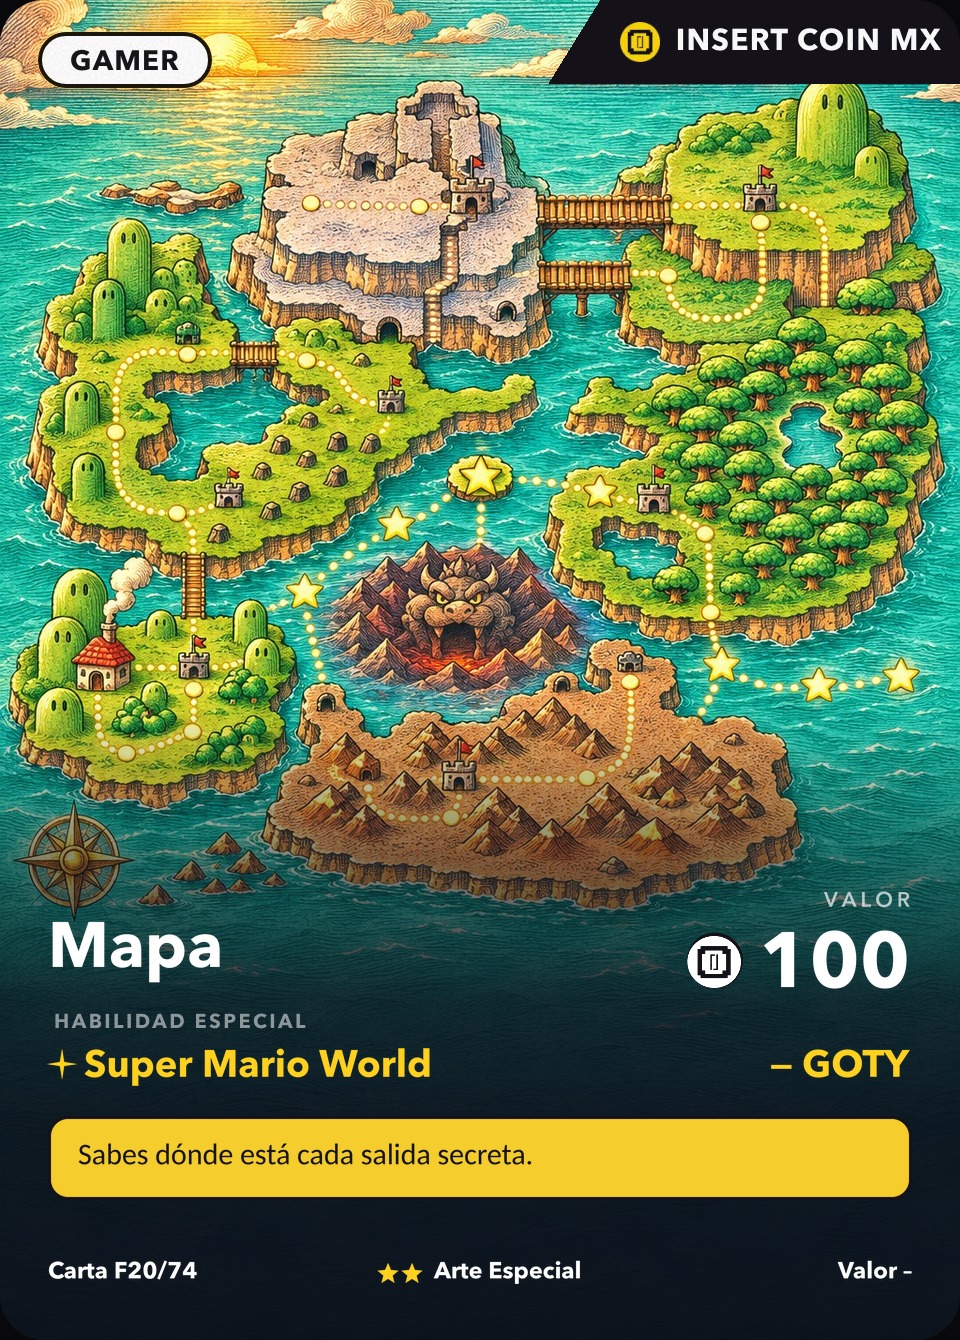 GAMER
INSERT COIN MX
VALOR
Mapa
100
HABILIDAD ESPECIAL
Super Mario World
– GOTY
Sabes dónde está cada salida secreta.
Carta F20/74
★★ Arte Especial
Valor –